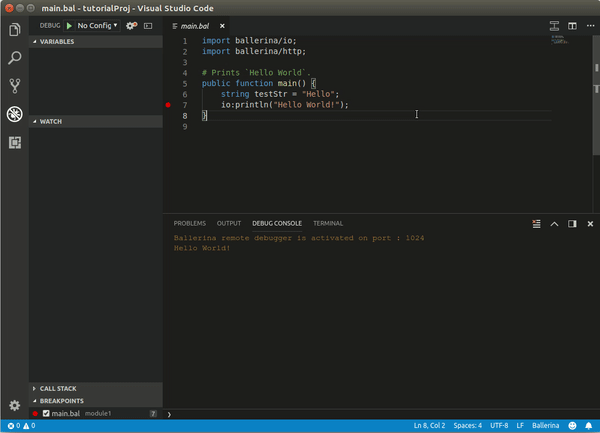 main.bal - tutorialProj - Visual Studio Code
DEBUG No Config
main.bal
VARIABLES
WATCH
CALL STACK
BREAKPOINTS
main.bal module1 7
1 import ballerina/io;
2 import ballerina/http;
3
4 # Prints `Hello World`.
5 public function main() {
6 string testStr = "Hello";
7 io:println("Hello World!");
8 }
9
PROBLEMS OUTPUT DEBUG CONSOLE TERMINAL
Ballerina remote debugger is activated on port : 1024
Hello World!
0 0 Ln 8, Col 2 Spaces: 4 UTF-8 LF Ballerina